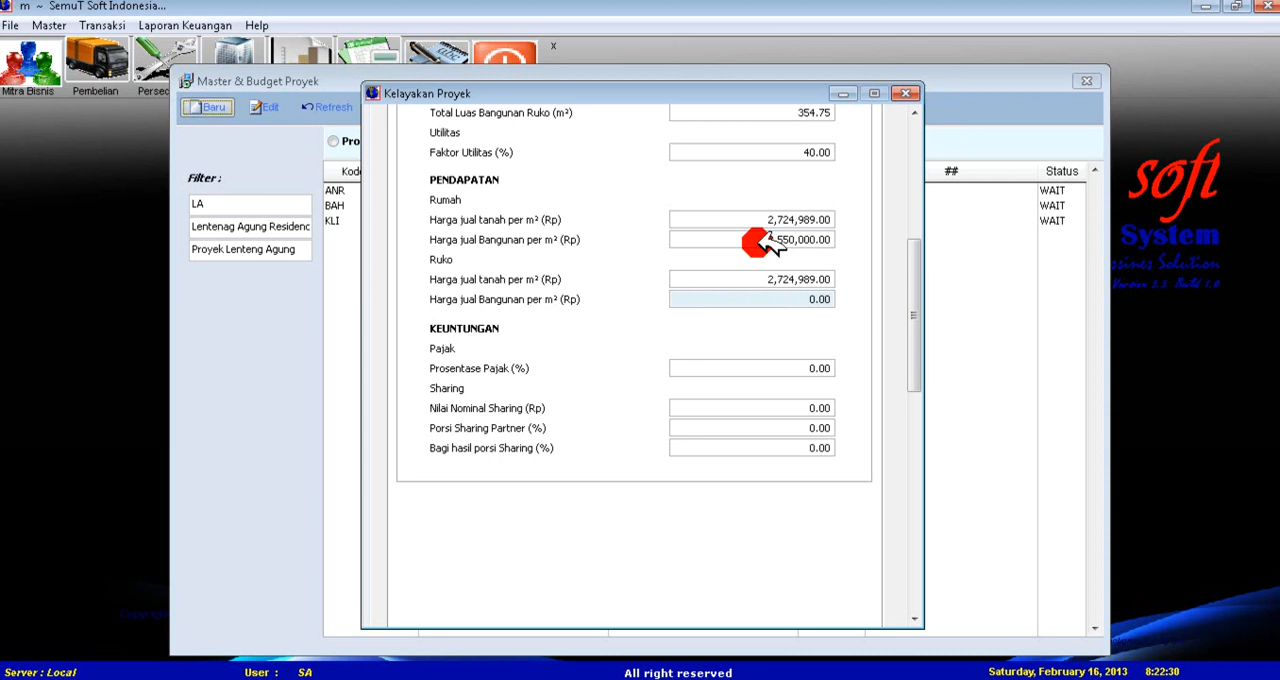 m ~ SemuT Soft Indonesia...
File Master Transaksi Laporan Keuangan Help
x
Mitra Bisnis Pembelian Persec
Master & Budget Proyek
Baru Edit Refresh
Pro
Filter :
LA
Lentenag Agung Residenc
Proyek Lenteng Agung
Kode ## Status
ANR WAIT
BAH WAIT
KLI WAIT
Kelayakan Proyek
Total Luas Bangunan Ruko (m²) 354.75
Utilitas
Faktor Utilitas (%) 40.00
PENDAPATAN
Rumah
Harga jual tanah per m² (Rp) 2,724,989.00
Harga jual Bangunan per m² (Rp) 550,000.00
Ruko
Harga jual tanah per m² (Rp) 2,724,989.00
Harga jual Bangunan per m² (Rp) 0.00
KEUNTUNGAN
Pajak
Prosentase Pajak (%) 0.00
Sharing
Nilai Nominal Sharing (Rp) 0.00
Porsi Sharing Partner (%) 0.00
Bagi hasil porsi Sharing (%) 0.00
soft
System
Server : Local User : SA All right reserved Saturday, February 16, 2013 8:22:30